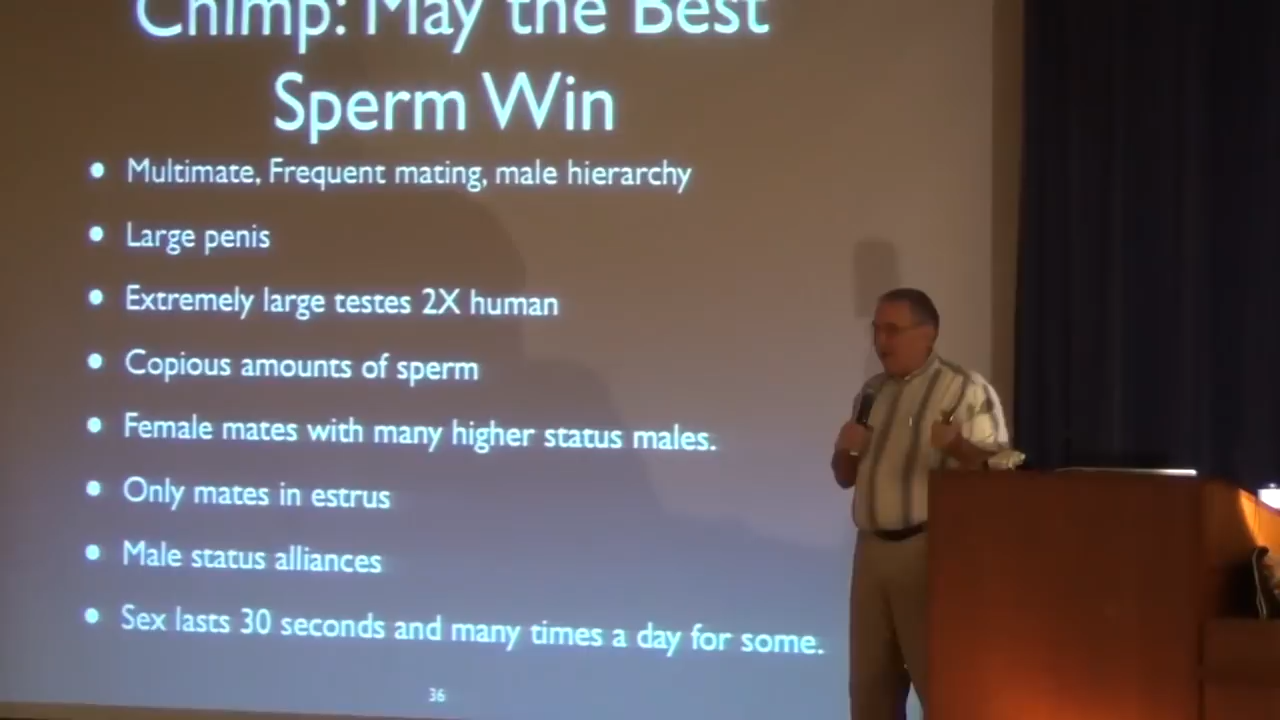 Chimp: May the Best
Sperm Win
• Multimate, Frequent mating, male hierarchy
• Large penis
• Extremely large testes 2X human
• Copious amounts of sperm
• Female mates with many higher status males.
• Only mates in estrus
• Male status alliances
• Sex lasts 30 seconds and many times a day for some.
36